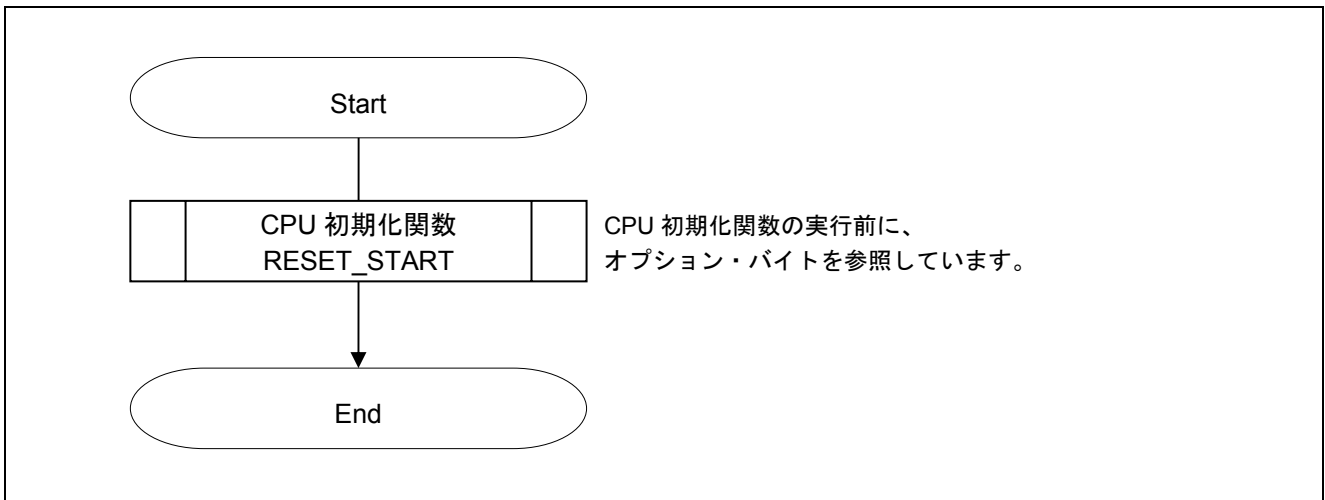 Start
CPU 初期化関数
RESET_START
CPU 初期化関数の実行前に、
オプション・バイトを参照しています。
End